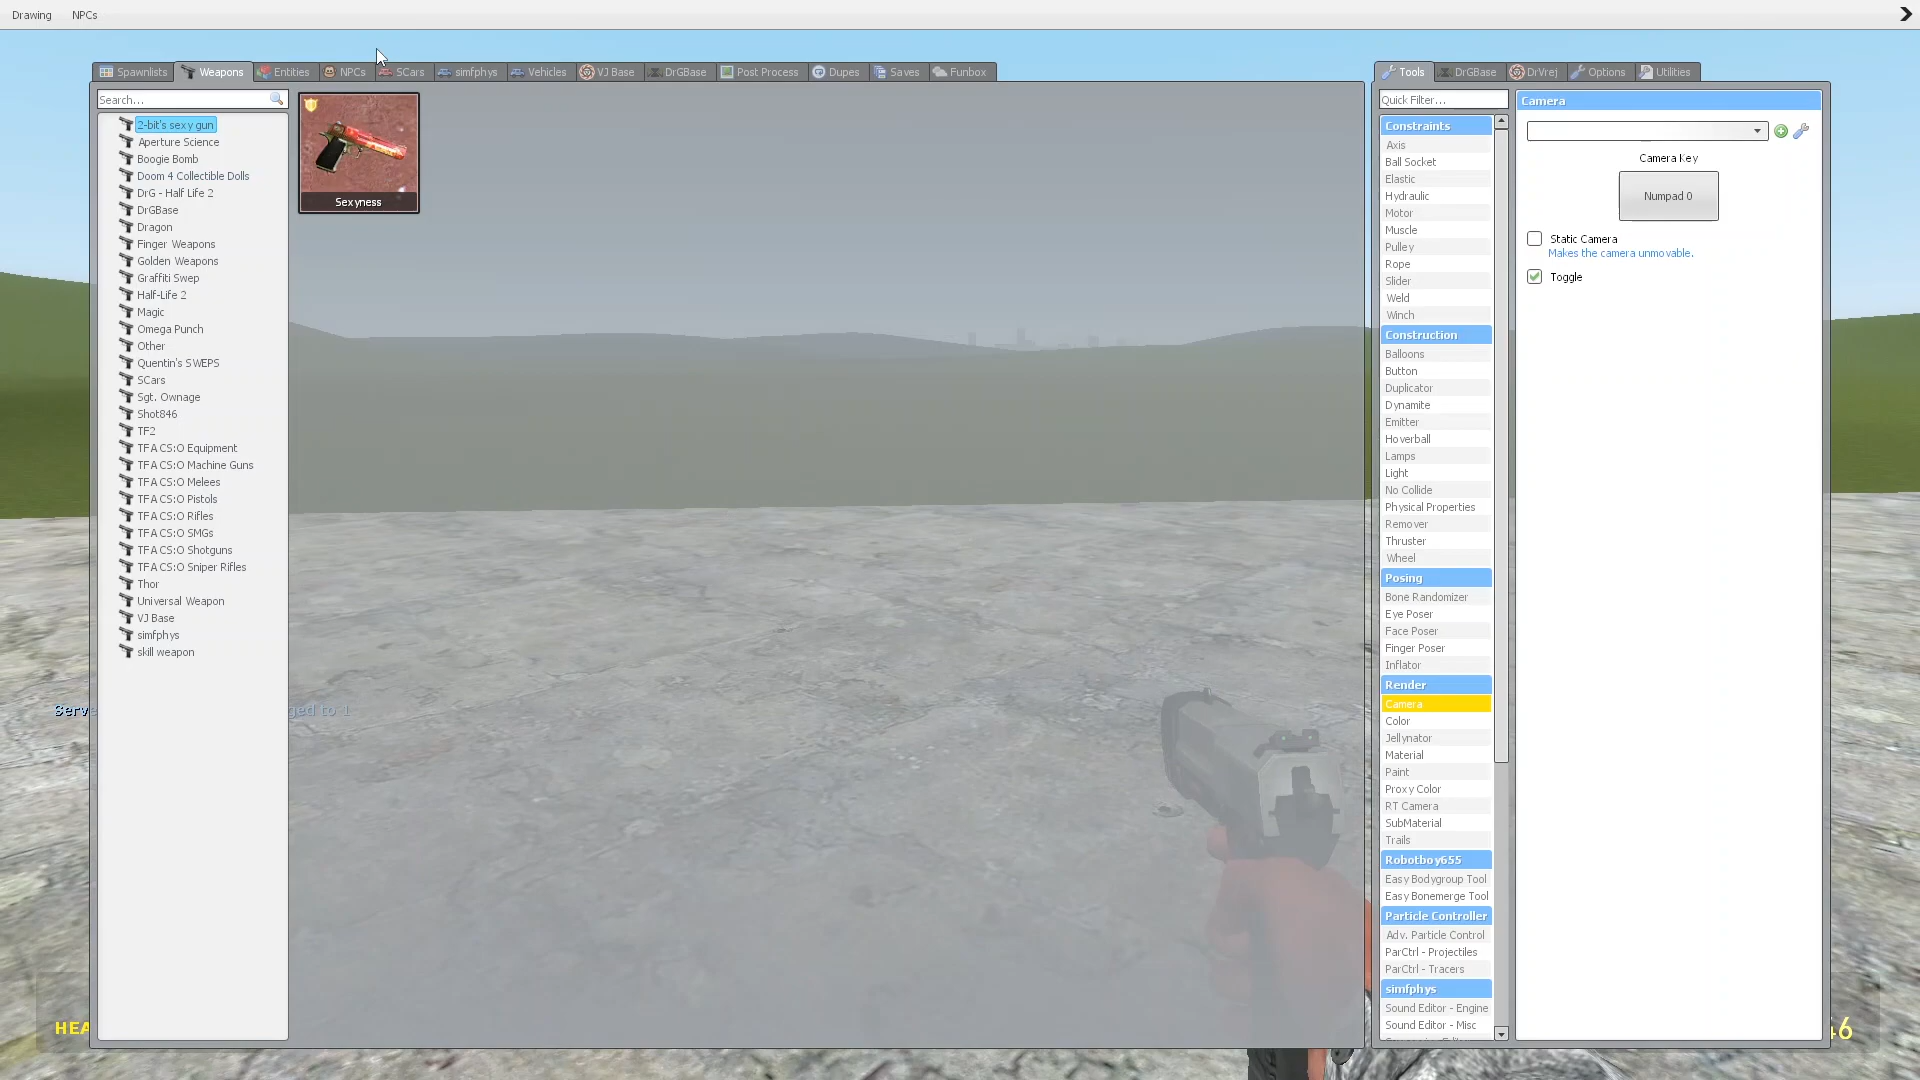 Drawing NPCs
Spawnlists Weapons Entities NPCs SCars simfphys Vehicles VJ Base DrGBase Post Process Dupes Saves Funbox
Search...
2-bit's sexy gun
Aperture Science
Boogie Bomb
Doom 4 Collectible Dolls
DrG - Half Life 2
DrGBase
Dragon
Finger Weapons
Golden Weapons
Graffiti Swep
Half-Life 2
Magic
Omega Punch
Other
Quentin's SWEPS
SCars
Sgt. Ownage
Shot846
TF2
TFA CS:O Equipment
TFA CS:O Machine Guns
TFA CS:O Melees
TFA CS:O Pistols
TFA CS:O Rifles
TFA CS:O SMGs
TFA CS:O Shotguns
TFA CS:O Sniper Rifles
Thor
Universal Weapon
VJ Base
simfphys
skill weapon
Sexyness
Serv ged to 1
HEA
Tools DrGBase DrVrej Options Utilities
Quick Filter...
Constraints
Axis
Ball Socket
Elastic
Hydraulic
Motor
Muscle
Pulley
Rope
Slider
Weld
Winch
Construction
Balloons
Button
Duplicator
Dynamite
Emitter
Hoverball
Lamps
Light
No Collide
Physical Properties
Remover
Thruster
Wheel
Posing
Bone Randomizer
Eye Poser
Face Poser
Finger Poser
Inflator
Render
Camera
Color
Jellynator
Material
Paint
Proxy Color
RT Camera
SubMaterial
Trails
Robotboy655
Easy Bodygroup Tool
Easy Bonemerge Tool
Particle Controller
Adv. Particle Control
ParCtrl - Projectiles
ParCtrl - Tracers
simfphys
Sound Editor - Engine
Sound Editor - Misc
Camera
Camera Key
Numpad 0
Static Camera
Makes the camera unmovable.
Toggle
46